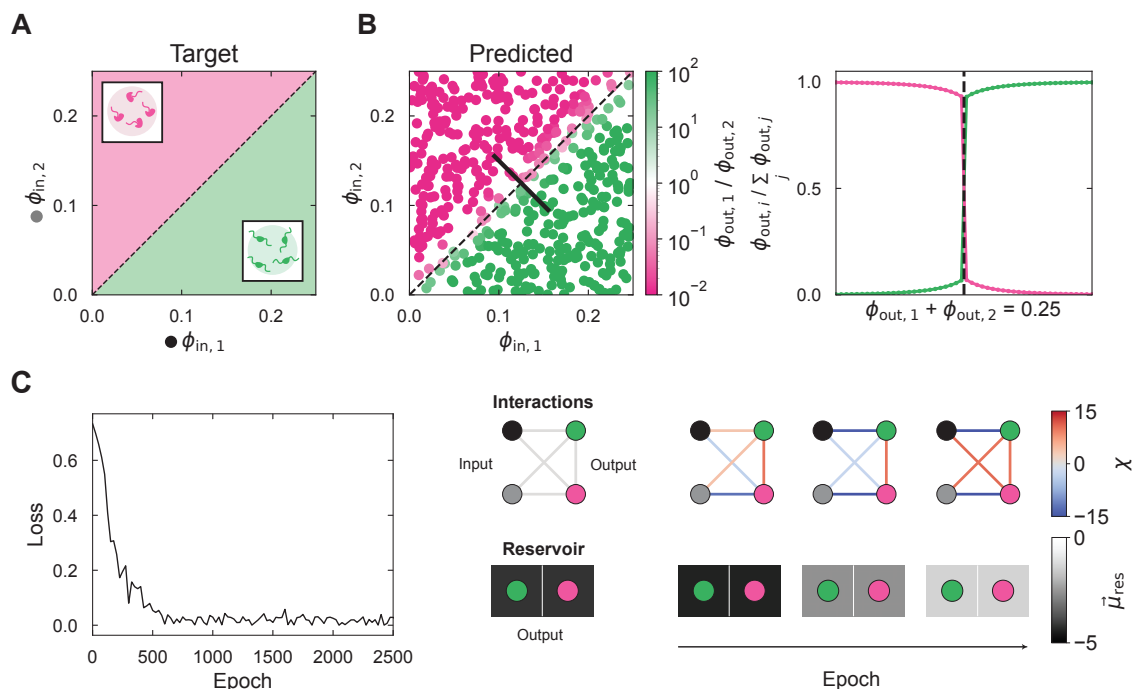 A
Target
0.2
0.1
0.0
0.0
0.1
0.2
ϕin, 2
ϕin, 1
B
Predicted
0.2
0.1
0.0
0.0
0.1
0.2
ϕin, 2
ϕin, 1
10²
10¹
10⁰
10⁻¹
10⁻²
ϕout, 1 / ϕout, 2
ϕout, i / Σj ϕout, j
1.0
0.5
0.0
ϕout, 1 + ϕout, 2 = 0.25
C
Loss
0.6
0.4
0.2
0.0
0
500
1000
1500
2000
2500
Epoch
Interactions
Input
Output
Reservoir
Output
Epoch
15
0
−15
χ
0
−5
μ⃗res